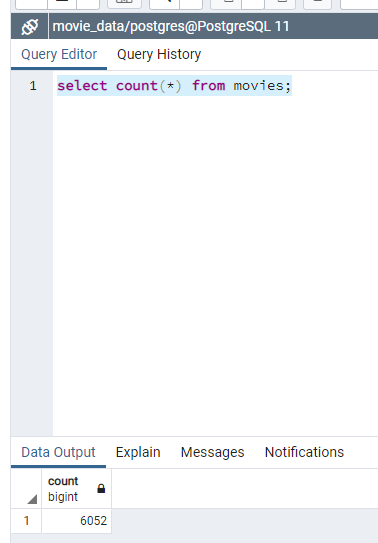 movie_data/postgres@PostgreSQL 11
Query Editor Query History
1 select count(*) from movies;
Data Output Explain Messages Notifications
count
bigint
1 6052